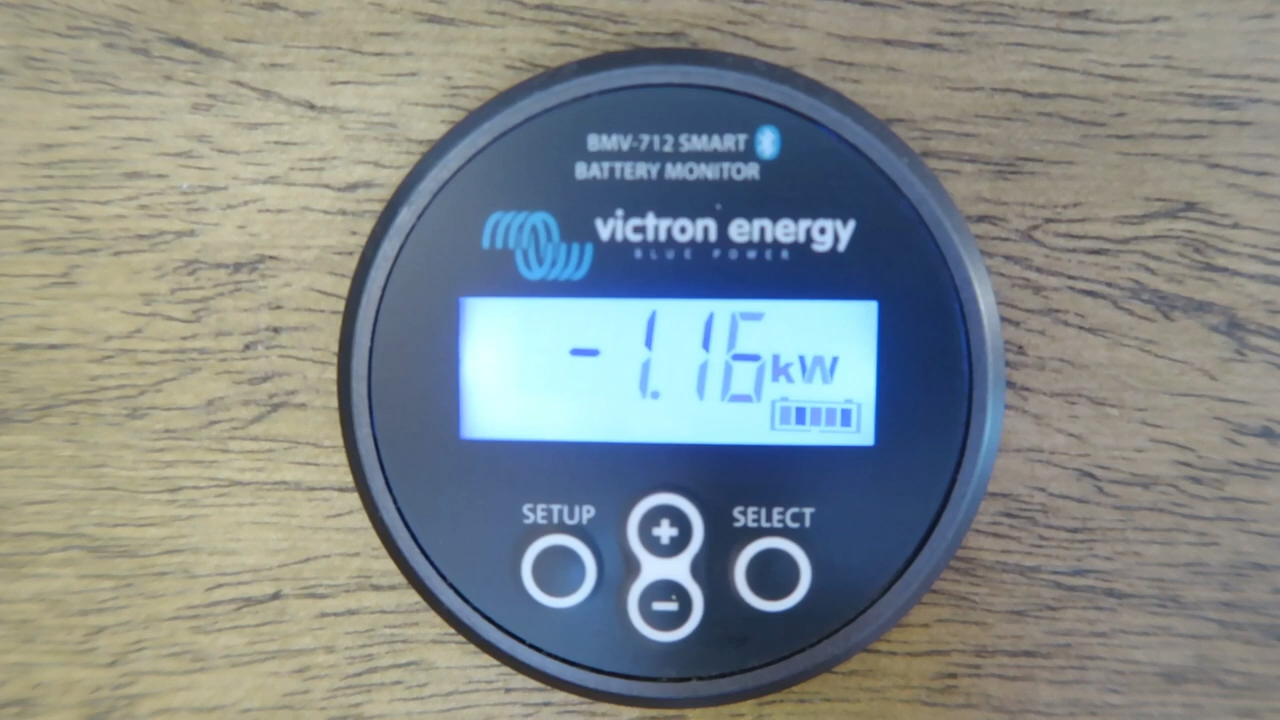 BMV-712 SMART
BATTERY MONITOR
victron energy
BLUE POWER
-1.16 kW
SETUP
SELECT
+
-